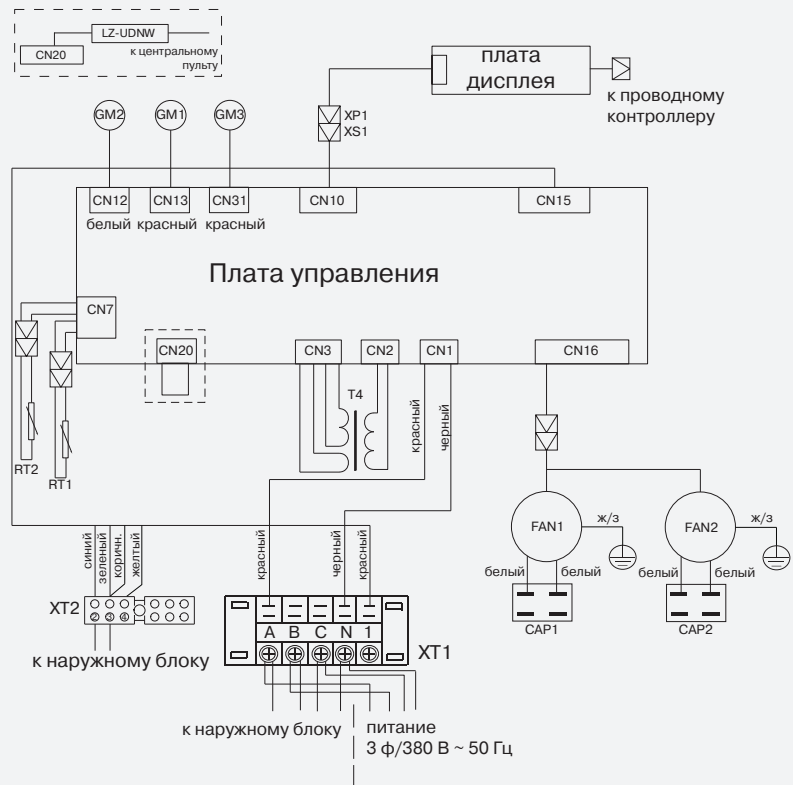 LZ-UDNW
CN20
к центральному
пульту
плата
дисплея
к проводному
контроллеру
GM2
GM1
GM3
XP1
XS1
CN12
CN13
CN31
CN10
CN15
белый
красный
красный
Плата управления
CN7
CN20
CN3
CN2
CN1
CN16
T4
красный
черный
RT2
RT1
FAN1
ж/з
FAN2
ж/з
синий
зеленый
коричн.
желтый
красный
черный
красный
белый
белый
белый
белый
XT2
2
3
4
CAP1
CAP2
A
B
C
N
1
XT1
к наружному блоку
к наружному блоку
питание
3 ф/380 В ~ 50 Гц